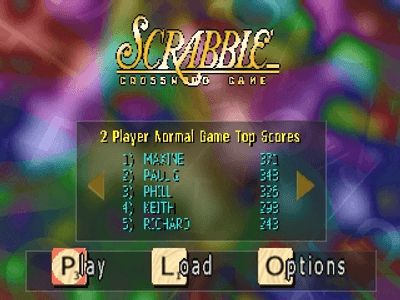 SCRABBLE
CROSSWORD GAME
2 Player Normal Game Top Scores
1) MAXINE 371
2) PAUL G 343
3) PHILL 326
4) KEITH 293
5) RICHARD 243
Play Load Options